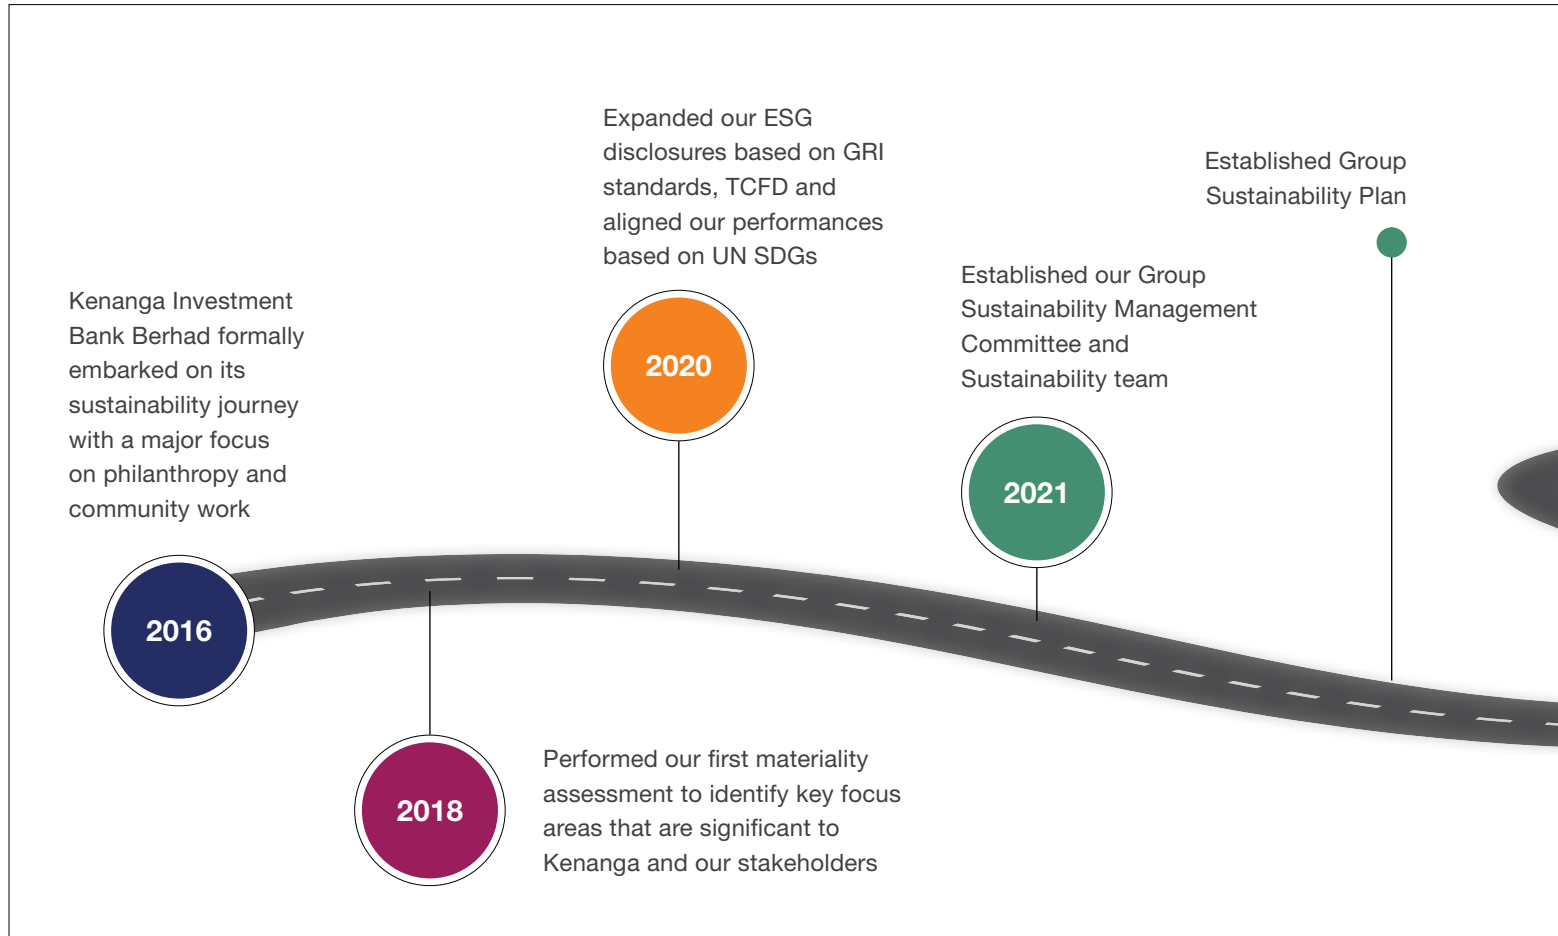 Kenanga Investment
Bank Berhad formally
embarked on its
sustainability journey
with a major focus
on philanthropy and
community work
2016
2018
Performed our first materiality
assessment to identify key focus
areas that are significant to
Kenanga and our stakeholders
Expanded our ESG
disclosures based on GRI
standards, TCFD and
aligned our performances
based on UN SDGs
2020
Established our Group
Sustainability Management
Committee and
Sustainability team
2021
Established Group
Sustainability Plan